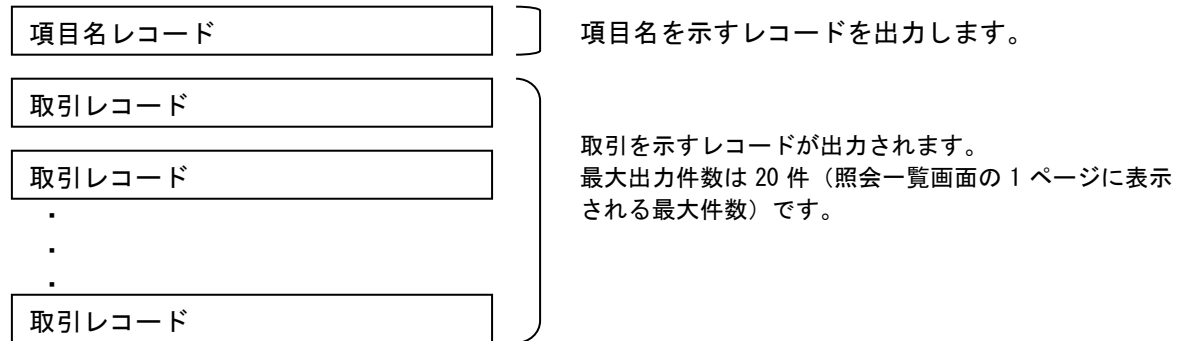 項目名レコード
項目名を示すレコードを出力します。
取引レコード
取引レコード
・
・
・
取引レコード
取引を示すレコードが出力されます。
最大出力件数は 20 件（照会一覧画面の 1 ページに表示
される最大件数）です。